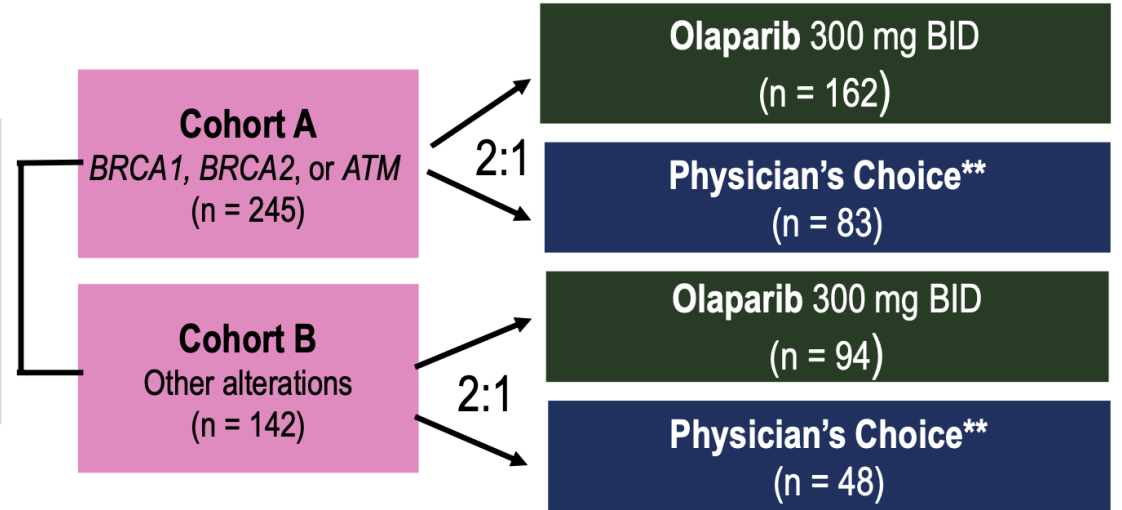 Cohort A
BRCA1, BRCA2, or ATM
(n = 245)
2:1
Olaparib 300 mg BID
(n = 162)
Physician’s Choice**
(n = 83)
Cohort B
Other alterations
(n = 142)
2:1
Olaparib 300 mg BID
(n = 94)
Physician’s Choice**
(n = 48)